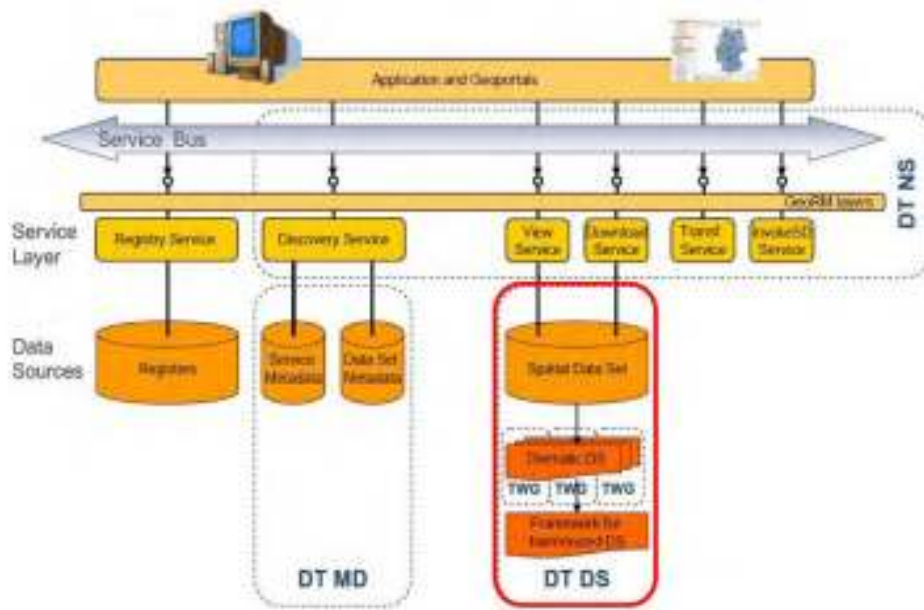 Application and Geoportals
Service Bus
DT NS
GeoRM layers
Service
Layer
Registry Service
Discovery Service
View
Service
Download
Service
Transf
Service
InvokeSD
Service
Data
Sources
Registers
Service
Metadata
Data Set
Metadata
Spatial Data Set
Thematic DS
TWG TWG TWG
Framework for
harmonized DS
DT MD
DT DS